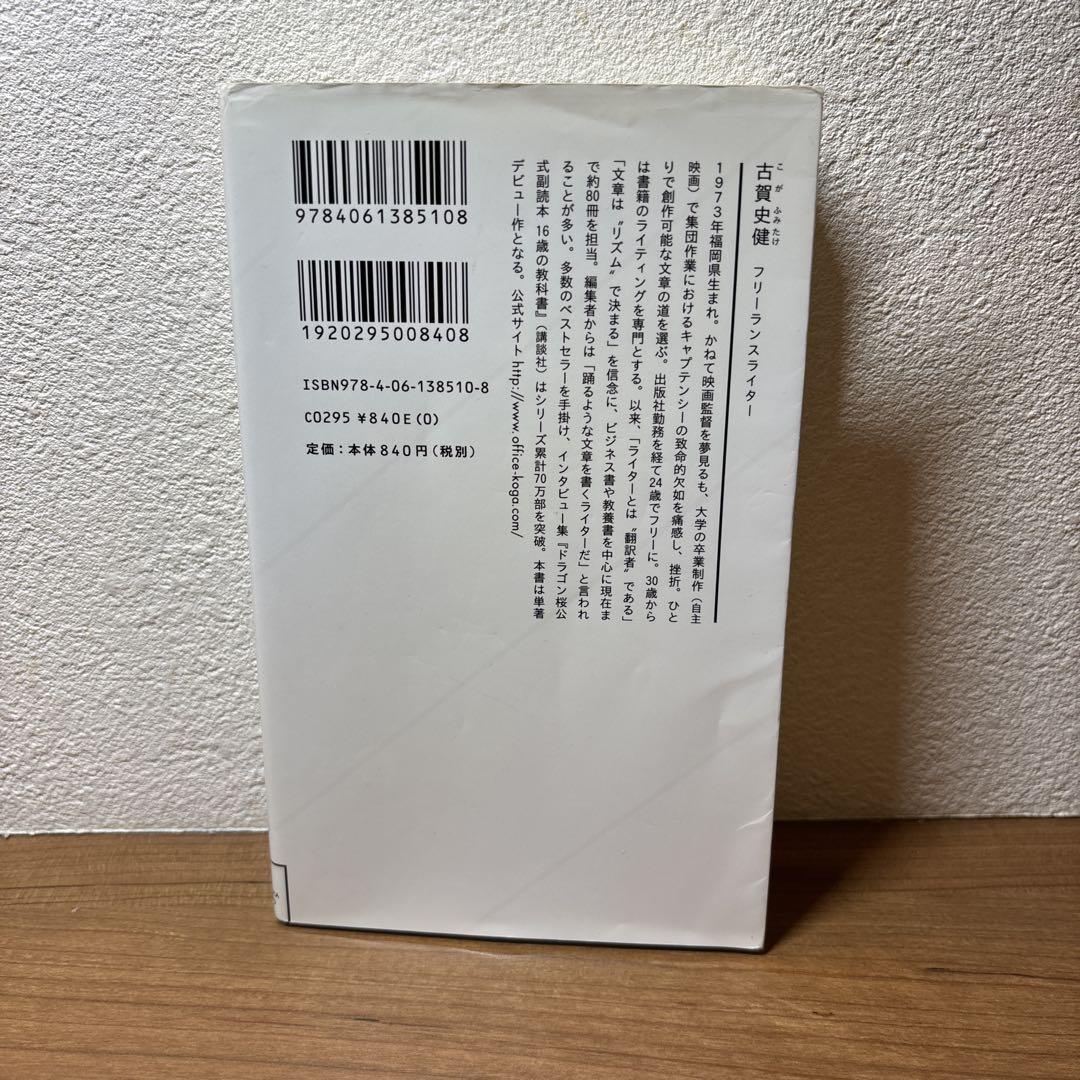 古賀史健 フリーランスライター
こ が ふみたけ
1973年福岡県生まれ。かねて映画監督を夢見るも、大学の卒業制作(自主
映画)で集団作業におけるキャプテンシーの致命的欠如を痛感し、挫折。ひと
りで創作可能な文章の道を選ぶ。出版社勤務を経て24歳でフリーに。30歳から
は書籍のライティングを専門とする。以来、「ライターとは〝翻訳者〟である」
「文章は〝リズム〟で決まる」を信念に、ビジネス書や教養書を中心に現在ま
で約80冊を担当。編集者からは「踊るような文章を書くライターだ」と言われ
ることが多い。多数のベストセラーを手掛け、インタビュー集『ドラゴン桜公
式副読本 16歳の教科書』(講談社)はシリーズ累計70万部を突破。本書は単著
デビュー作となる。公式サイト http://www.office-koga.com/
9784061385108
1920295008408
ISBN978-4-06-138510-8
C0295 ¥840E(0)
定価:本体840円(税別)